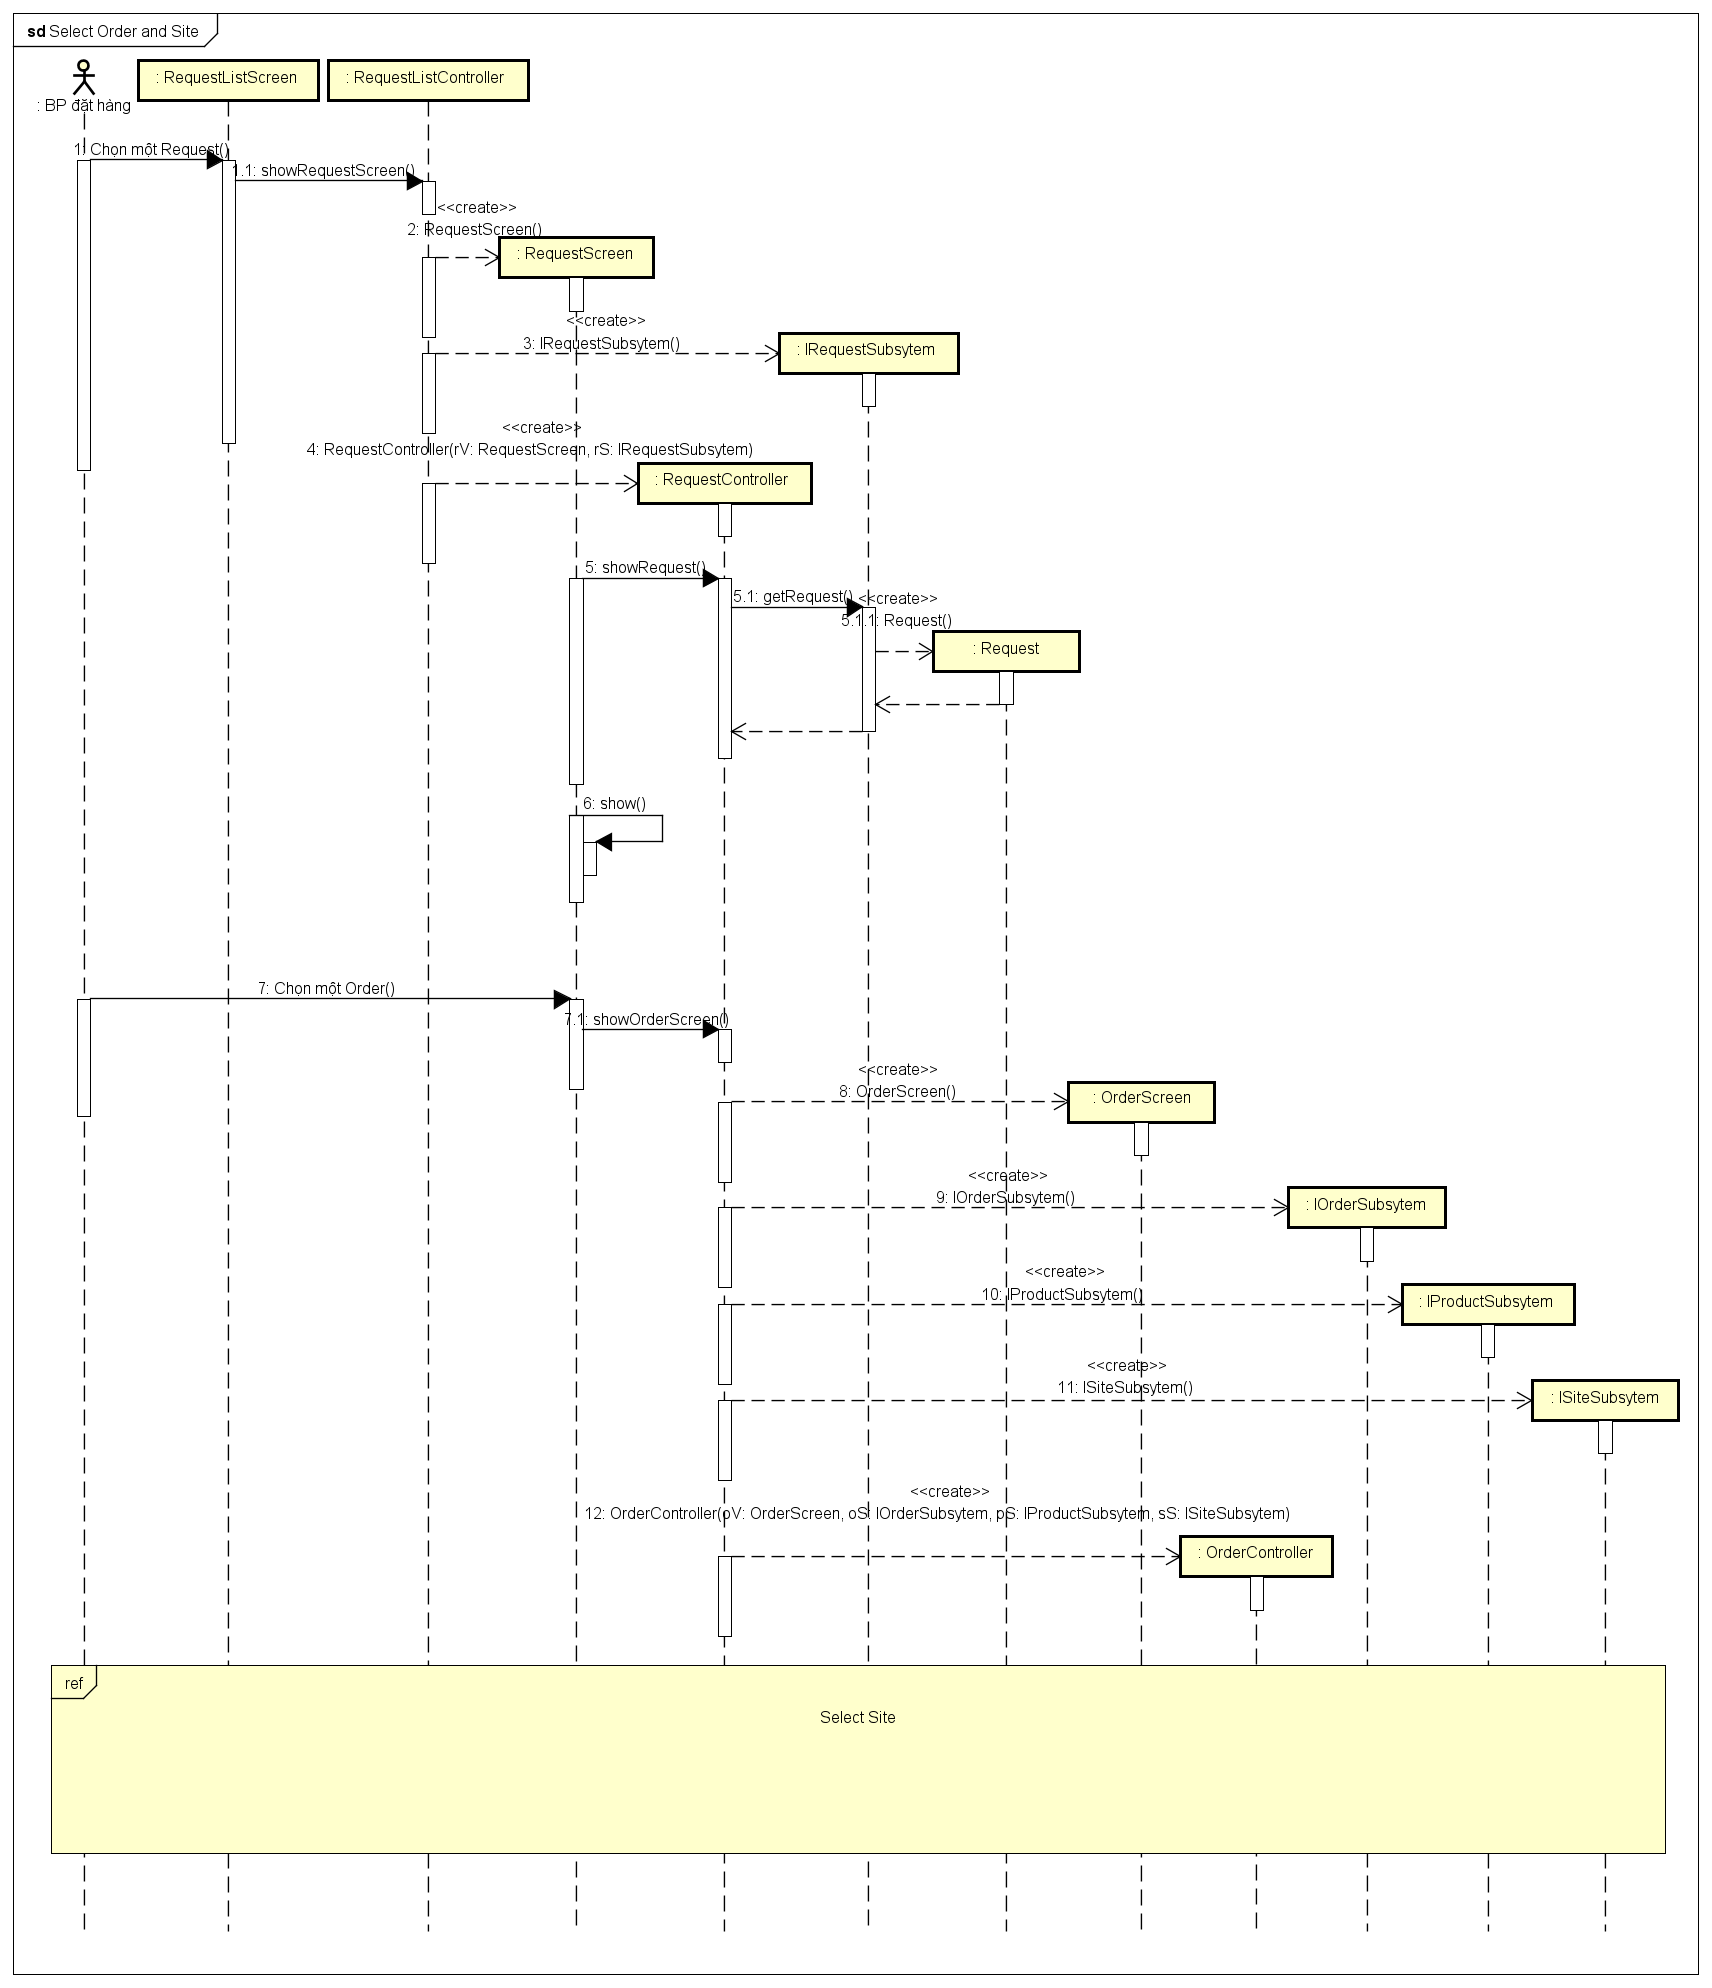 sd Select Order and Site
: BP đặt hàng
: RequestListScreen
: RequestListController
1: Chọn một Request()
1.1: showRequestScreen()
<<create>>
2: RequestScreen()
: RequestScreen
<<create>>
3: IRequestSubsytem()
: IRequestSubsytem
<<create>>
4: RequestController(rV: RequestScreen, rS: IRequestSubsytem)
: RequestController
5: showRequest()
5.1: getRequest()
<<create>>
5.1.1: Request()
: Request
6: show()
7: Chọn một Order()
7.1: showOrderScreen()
<<create>>
8: OrderScreen()
: OrderScreen
<<create>>
9: IOrderSubsytem()
: IOrderSubsytem
<<create>>
10: IProductSubsytem()
: IProductSubsytem
<<create>>
11: ISiteSubsytem()
: ISiteSubsytem
<<create>>
12: OrderController(oV: OrderScreen, oS: IOrderSubsytem, pS: IProductSubsytem, sS: ISiteSubsytem)
: OrderController
ref
Select Site